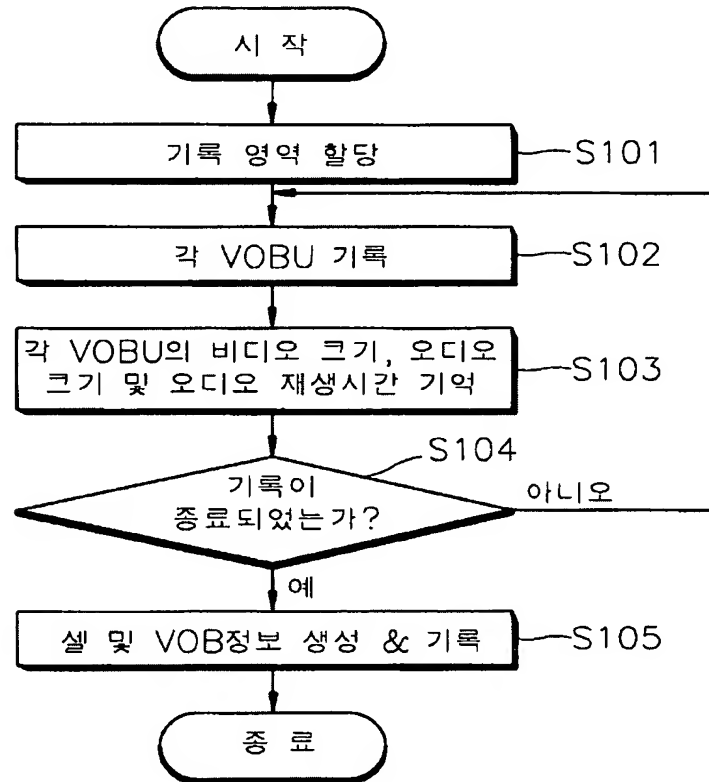 시 작
기록 영역 할당
S101
각 VOBU 기록
S102
각 VOBU의 비디오 크기, 오디오
크기 및 오디오 재생시간 기억
S103
S104
기록이
종료되었는가?
아니오
예
셀 및 VOB정보 생성 & 기록
S105
종 료